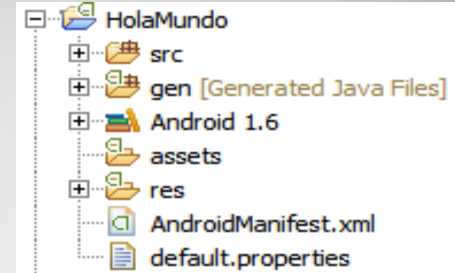 HolaMundo
src
gen [Generated Java Files]
Android 1.6
assets
res
AndroidManifest.xml
default.properties